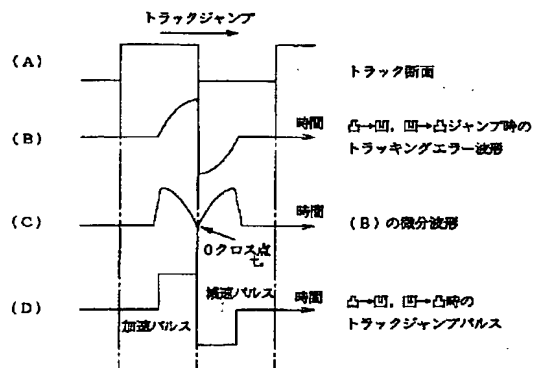 トラックジャンプ
(A)
トラック断面
(B)
時間
凸→凹, 凹→凸ジャンプ時の
トラッキングエラー波形
(C)
時間
(B)の微分波形
0クロス点
t₀
(D)
加速パルス
減速パルス
時間
凸→凹, 凹→凸時の
トラックジャンプパルス